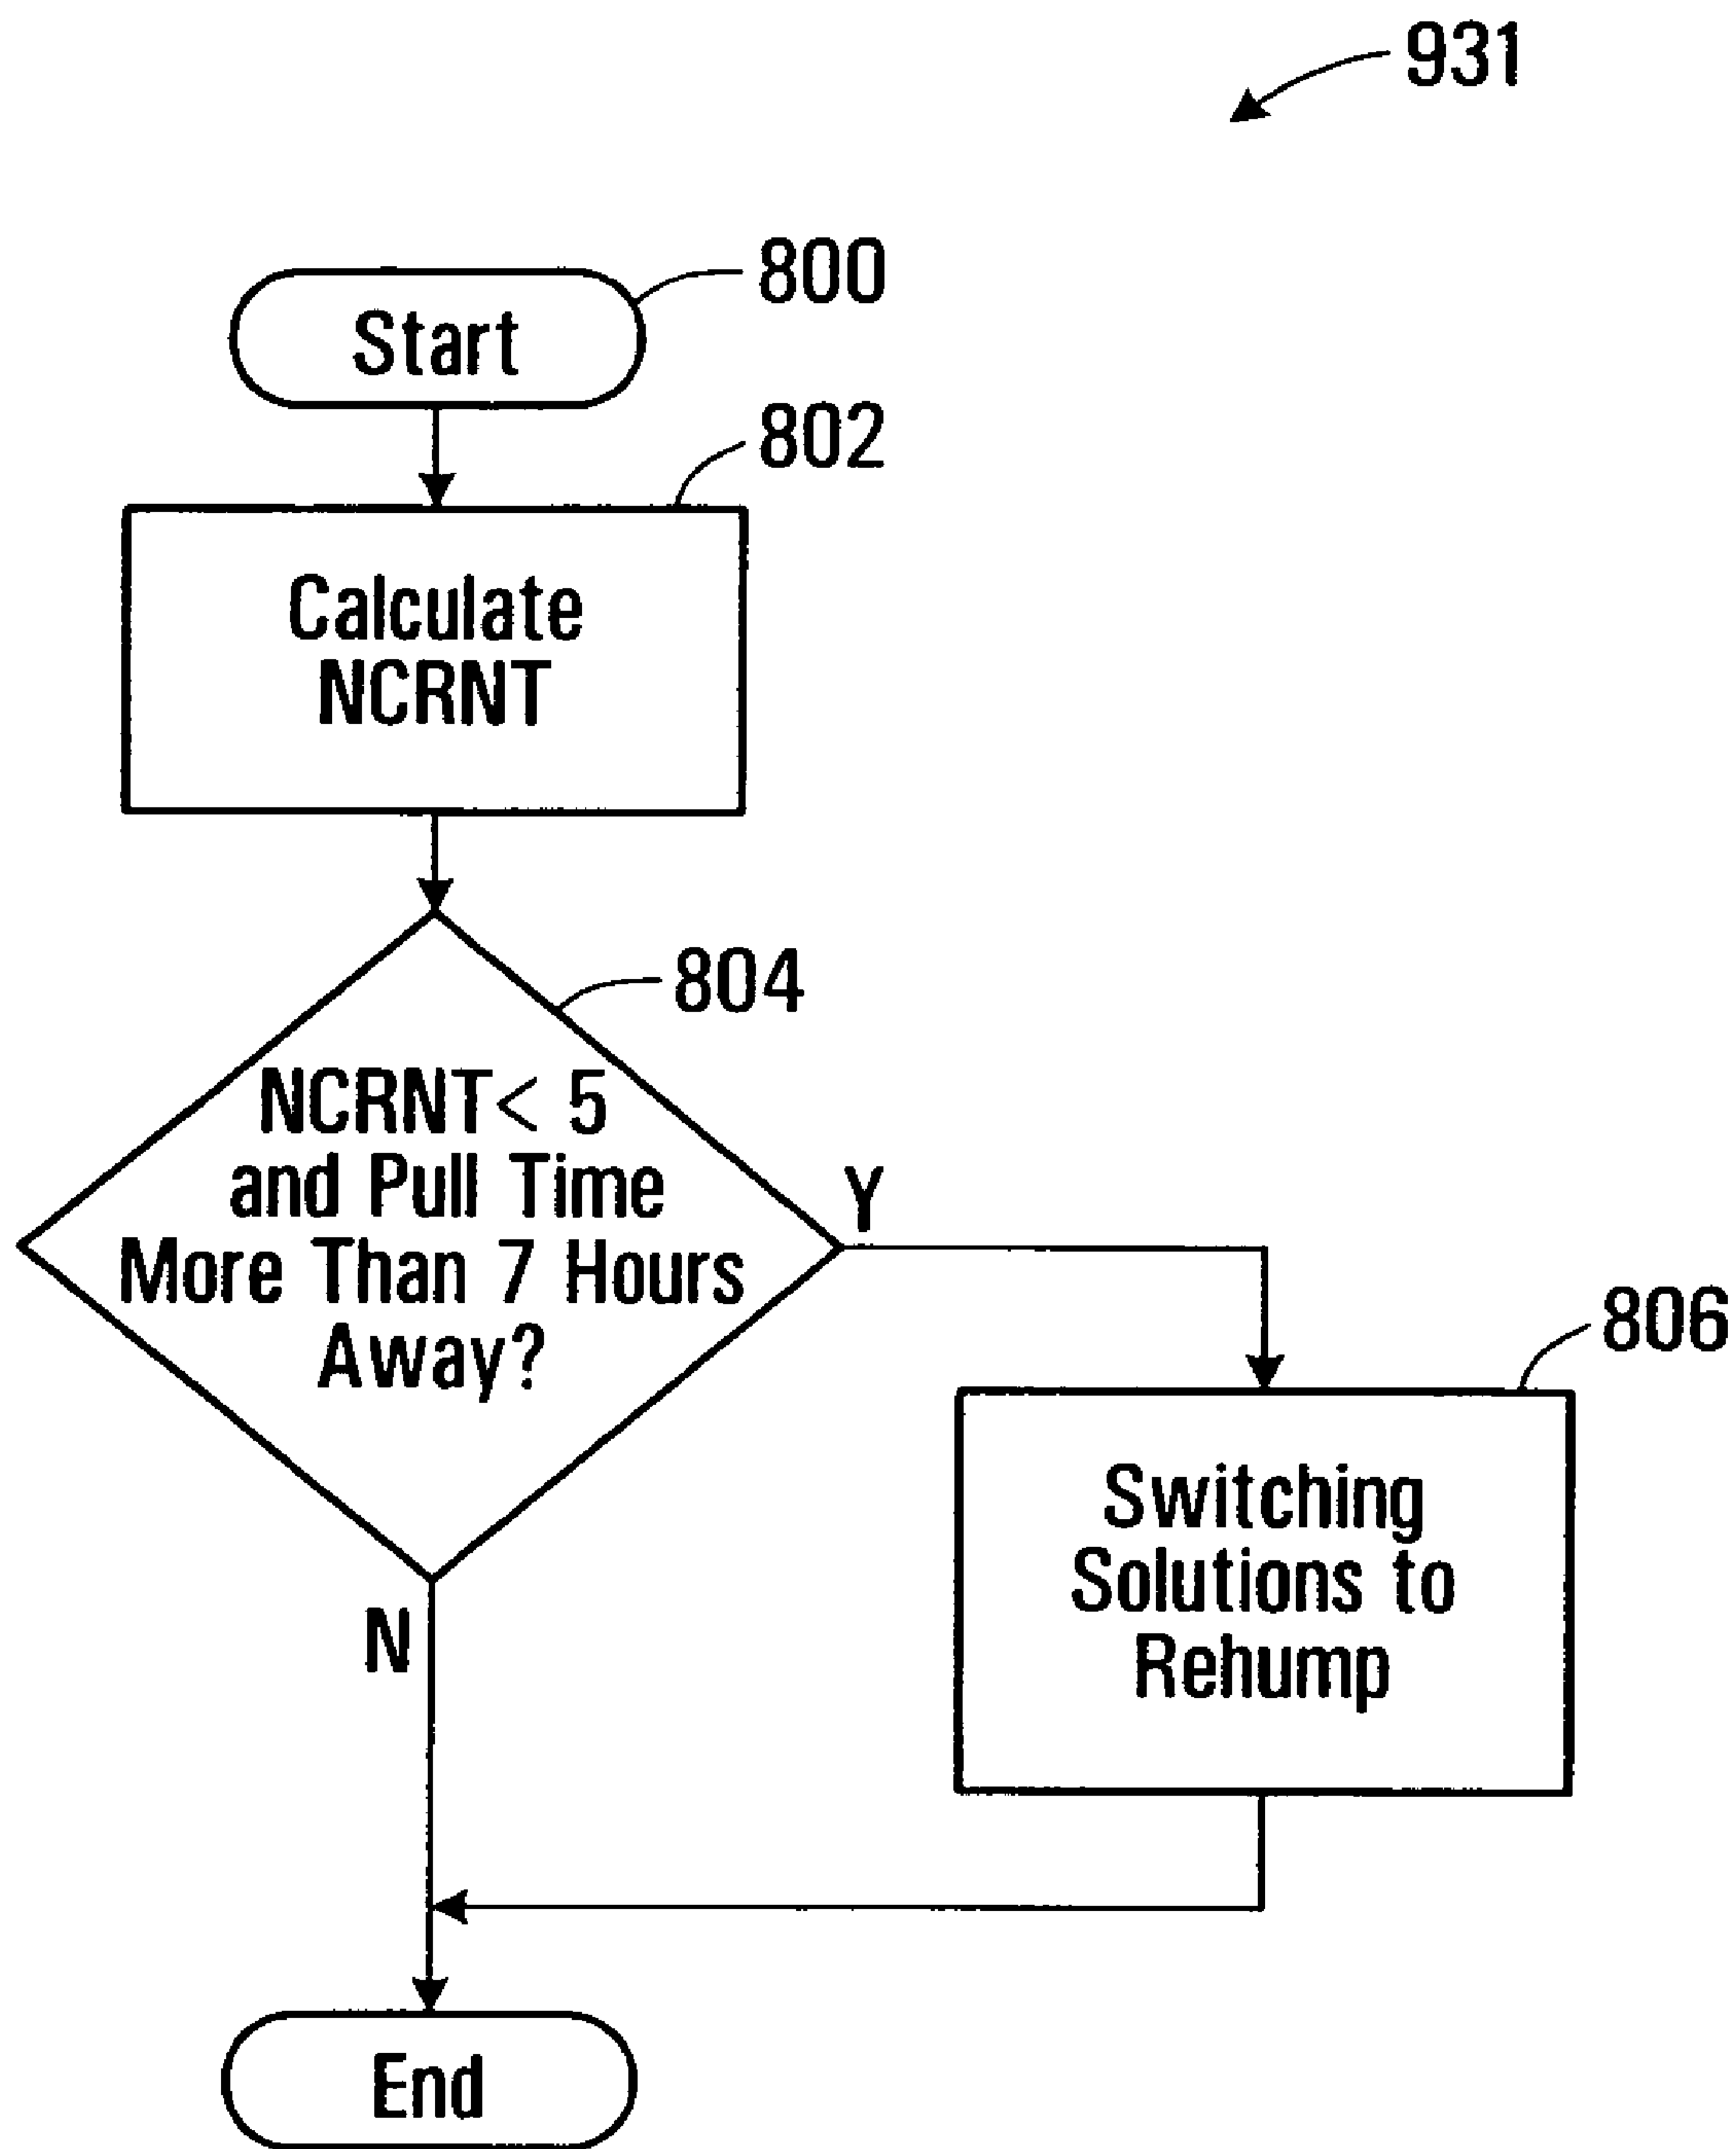 931
800
Start
802
Calculate
NCRNT
804
NCRNT< 5
and Pull Time
More Than 7 Hours
Away?
Y
N
806
Switching
Solutions to
Rehump
End